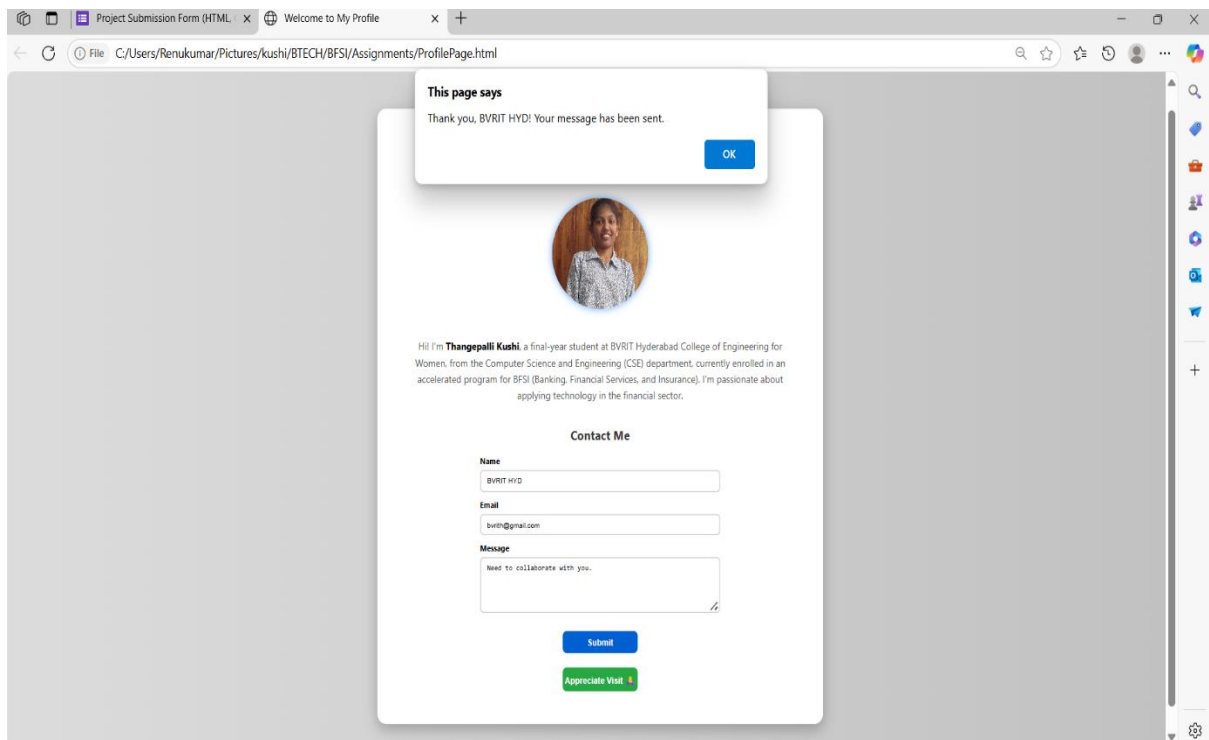 Project Submission Form (HTML,
Welcome to My Profile
File C:/Users/Renukumar/Pictures/kushi/BTECH/BFSI/Assignments/ProfilePage.html
This page says
Thank you, BVRIT HYD! Your message has been sent.
OK
Hi! I'm Thangepalli Kushi, a final-year student at BVRIT Hyderabad College of Engineering for
Women, from the Computer Science and Engineering (CSE) department, currently enrolled in an
accelerated program for BFSI (Banking, Financial Services, and Insurance). I'm passionate about
applying technology in the financial sector.
Contact Me
Name
BVRIT HYD
Email
bvrith@gmail.com
Message
Need to collaborate with you.
Submit
Appreciate Visit